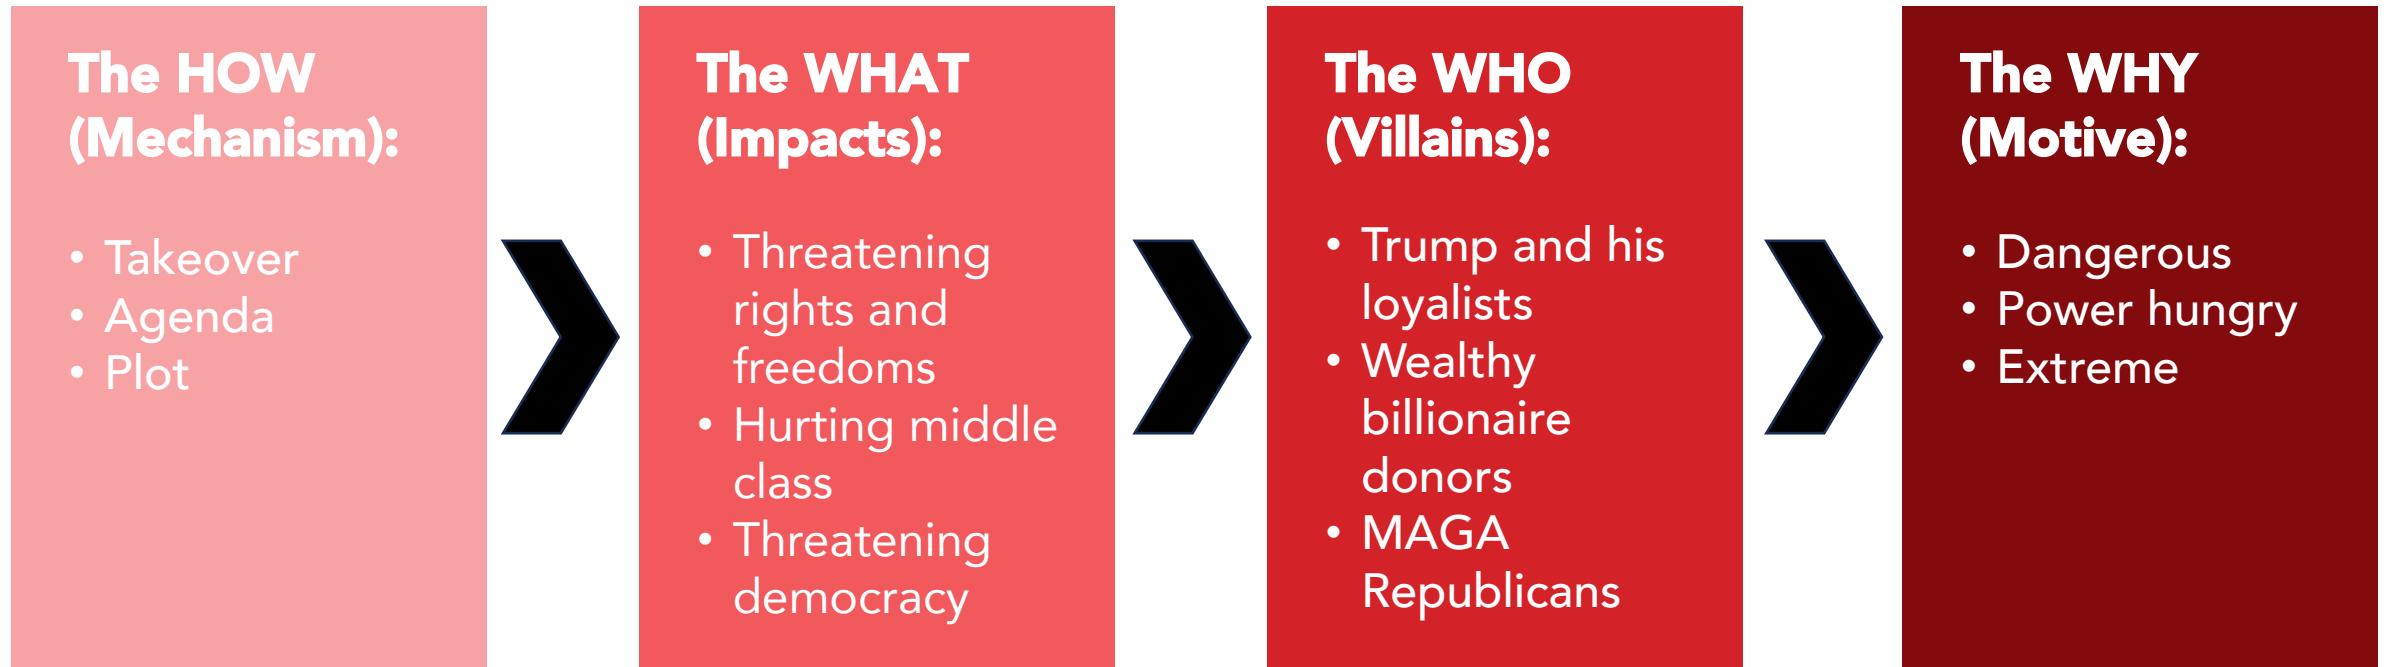 The HOW
(Mechanism):
• Takeover
• Agenda
• Plot
The WHAT
(Impacts):
• Threatening
rights and
freedoms
• Hurting middle
class
• Threatening
democracy
The WHO
(Villains):
• Trump and his
loyalists
• Wealthy
billionaire
donors
• MAGA
Republicans
The WHY
(Motive):
• Dangerous
• Power hungry
• Extreme